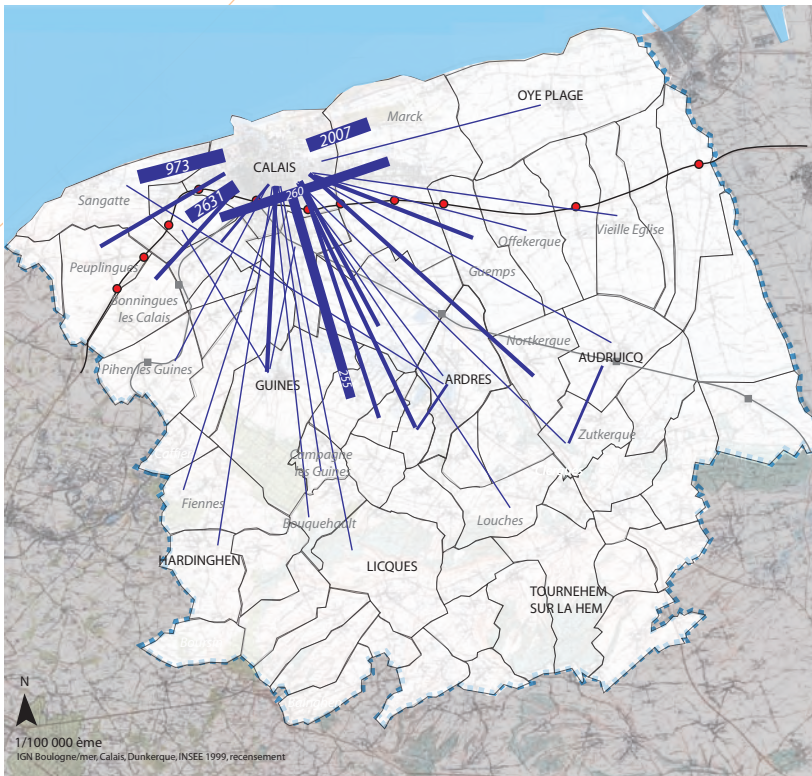 OYE PLAGE
Marck
2007
973
CALAIS
260
2631
Sangatte
Vieille Eglise
Offekerque
Peuplingues
Guemps
Bonningues
les Calais
Nortkerque
AUDRUICQ
Pihen les Guines
ARDRES
GUINES
255
Zutkerque
Campagne
les Guines
Fiennes
Bouquehault
Louches
HARDINGHEN
LICQUES
TOURNEHEM
SUR LA HEM
N
1/100 000 ème
IGN Boulogne/mer, Calais, Dunkerque, INSEE 1999, recensement